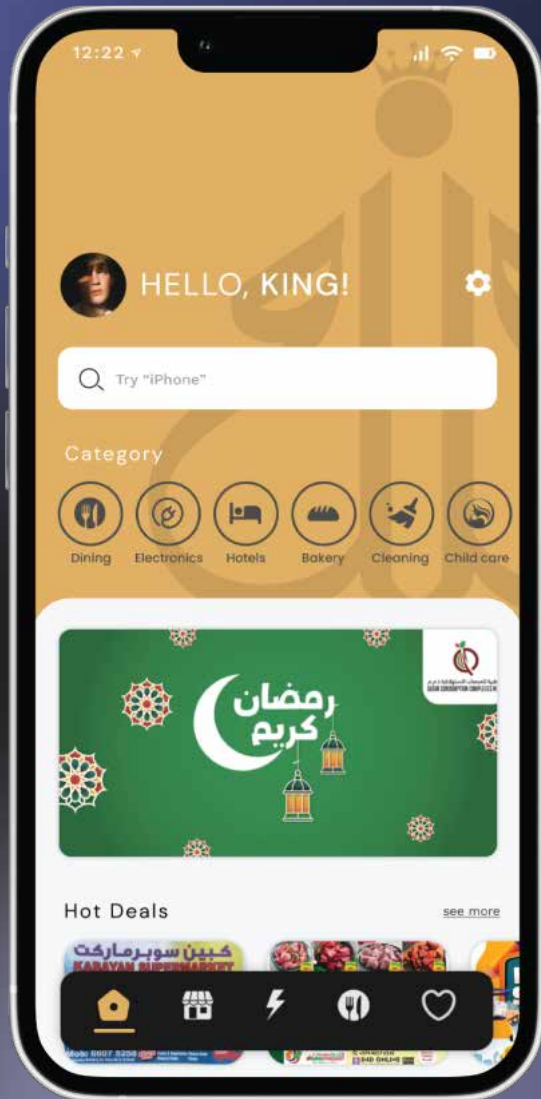 12:22
HELLO, KING!
Try "iPhone"
Category
Dining
Electronics
Hotels
Bakery
Cleaning
Child care
رمضان
كريم
Hot Deals
see more
كبين سوبرماركت
KABAYAN SUPERMARKET